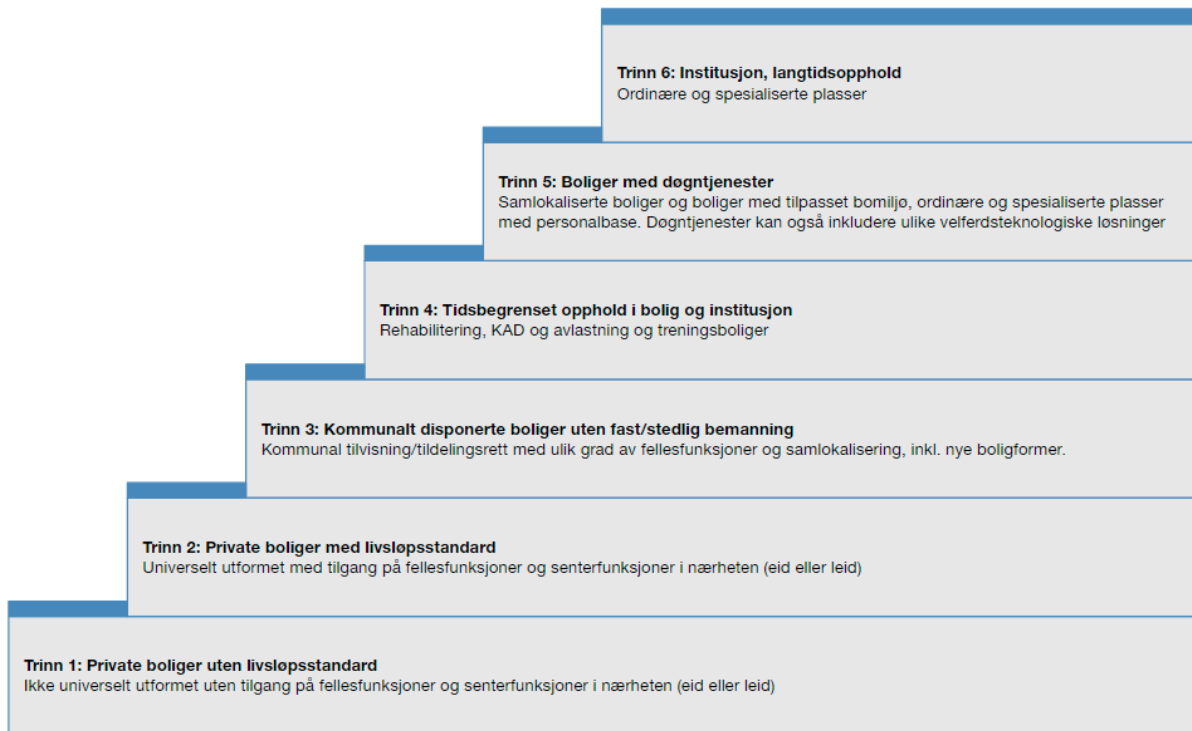 Trinn 6: Institusjon, langtidsopphold
Ordinære og spesialiserte plasser
Trinn 5: Boliger med døgntjenester
Samlokaliserte boliger og boliger med tilpasset bomiljø, ordinære og spesialiserte plasser
med personalbase. Døgntjenester kan også inkludere ulike velferdsteknologiske løsninger
Trinn 4: Tidsbegrenset opphold i bolig og institusjon
Rehabilitering, KAD og avlastning og treningsboliger
Trinn 3: Kommunalt disponerte boliger uten fast/stedlig bemanning
Kommunal tilvisning/tildelingsrett med ulik grad av fellesfunksjoner og samlokalisering, inkl. nye boligformer.
Trinn 2: Private boliger med livsløpsstandard
Universelt utformet med tilgang på fellesfunksjoner og senterfunksjoner i nærheten (eid eller leid)
Trinn 1: Private boliger uten livsløpsstandard
Ikke universelt utformet uten tilgang på fellesfunksjoner og senterfunksjoner i nærheten (eid eller leid)